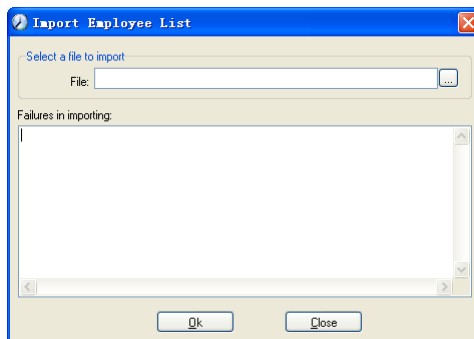 Import Employee List
Select a file to import
File:
...
Failures in importing:
Ok
Close